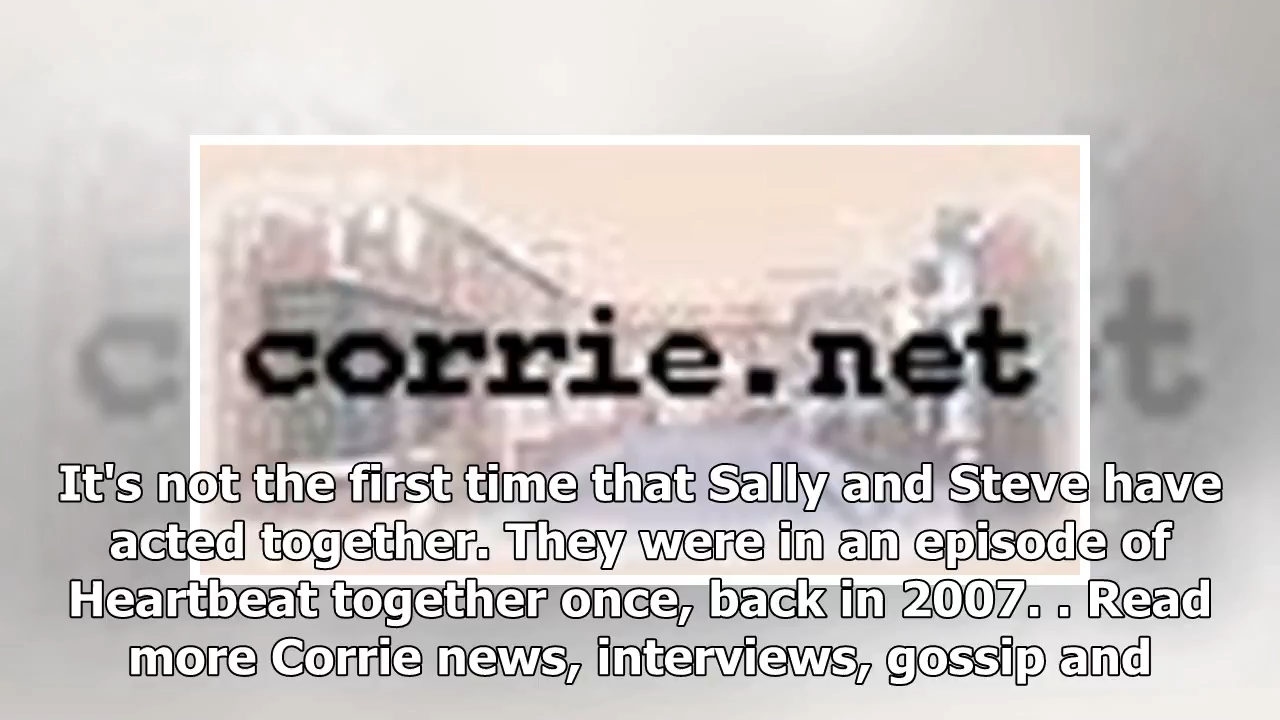 corrie.net
It's not the first time that Sally and Steve have
acted together. They were in an episode of
Heartbeat together once, back in 2007. . Read
more Corrie news, interviews, gossip and